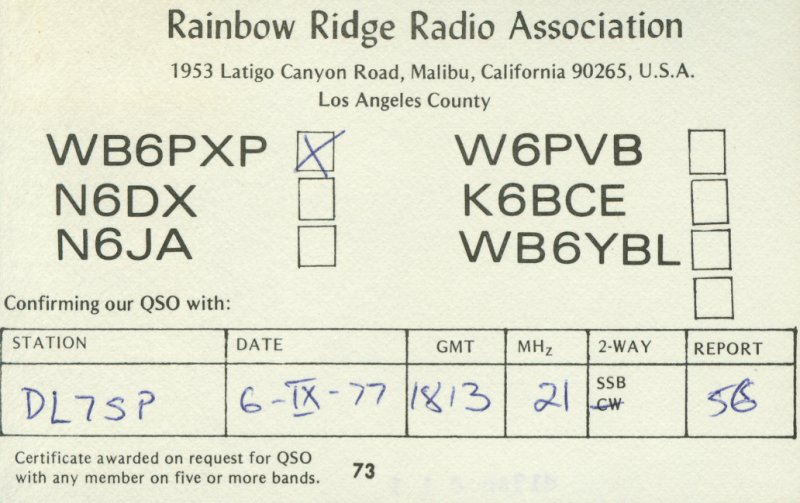 Rainbow Ridge Radio Association
1953 Latigo Canyon Road, Malibu, California 90265, U.S.A.
Los Angeles County
WB6PXP X W6PVB
N6DX K6BCE
N6JA WB6YBL
Confirming our QSO with:
STATION DATE GMT MHz 2-WAY REPORT
DL7SP 6-IX-77 1813 21 SSB CW
Certificate awarded on request for QSO
with any member on five or more bands. 73